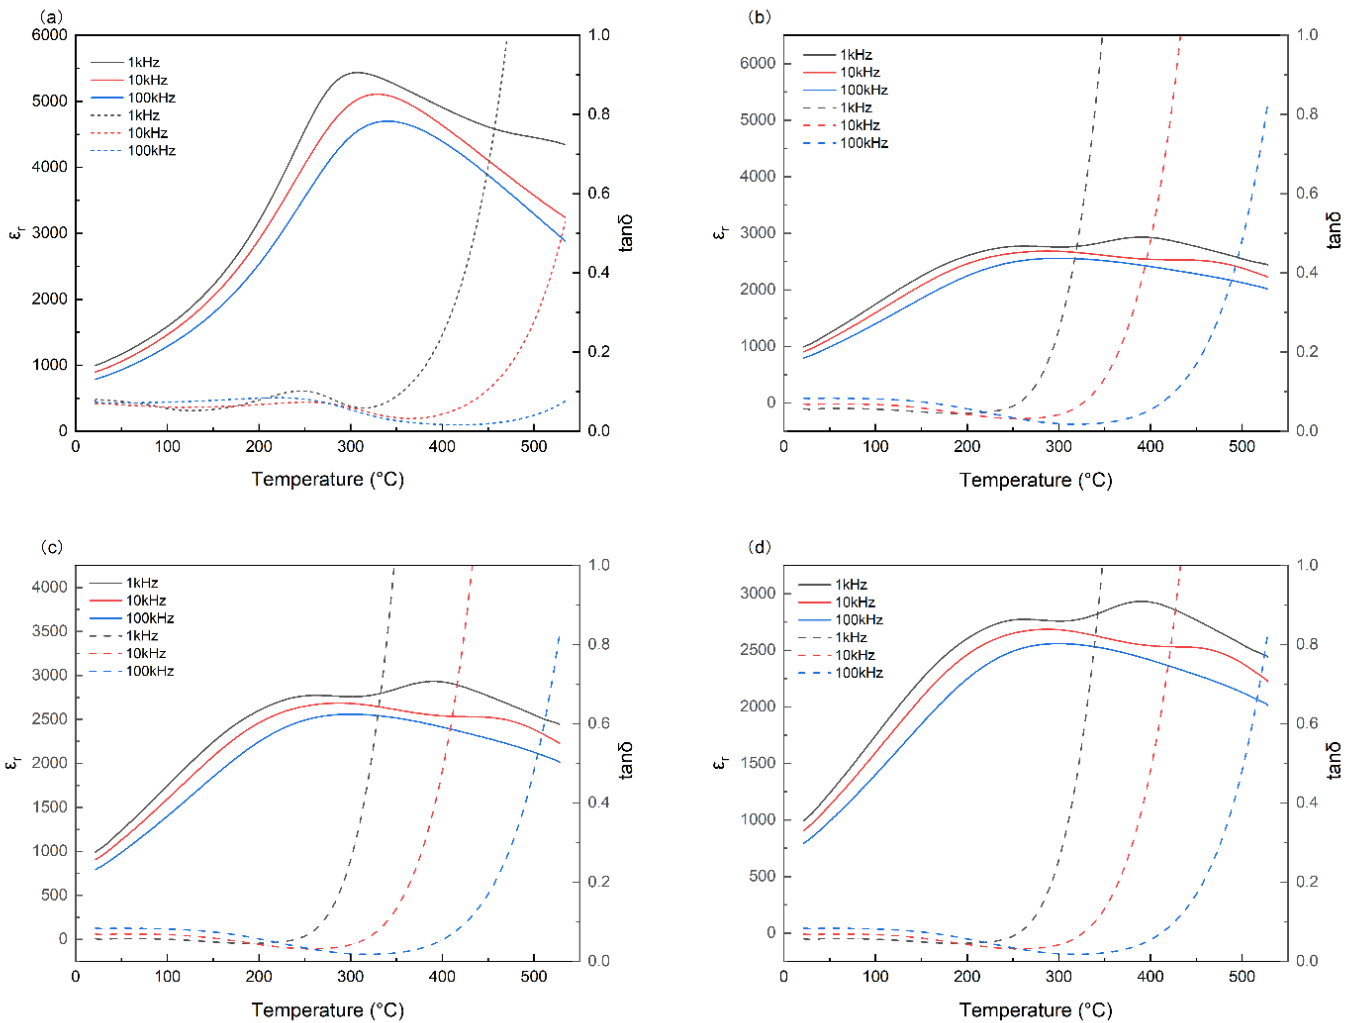 (a)
6000
5000
4000
3000
2000
1000
0
εr
1kHz
10kHz
100kHz
1kHz
10kHz
100kHz
1.0
0.8
0.6
0.4
0.2
0.0
tanδ
0 100 200 300 400 500
Temperature (°C)
(b)
6000
5000
4000
3000
2000
1000
0
εr
1kHz
10kHz
100kHz
1kHz
10kHz
100kHz
1.0
0.8
0.6
0.4
0.2
0.0
tanδ
0 100 200 300 400 500
Temperature (°C)
(c)
4000
3500
3000
2500
2000
1500
1000
500
0
εr
1kHz
10kHz
100kHz
1kHz
10kHz
100kHz
1.0
0.8
0.6
0.4
0.2
0.0
tanδ
0 100 200 300 400 500
Temperature (°C)
(d)
3000
2500
2000
1500
1000
500
0
εr
1kHz
10kHz
100kHz
1kHz
10kHz
100kHz
1.0
0.8
0.6
0.4
0.2
0.0
tanδ
0 100 200 300 400 500
Temperature (°C)